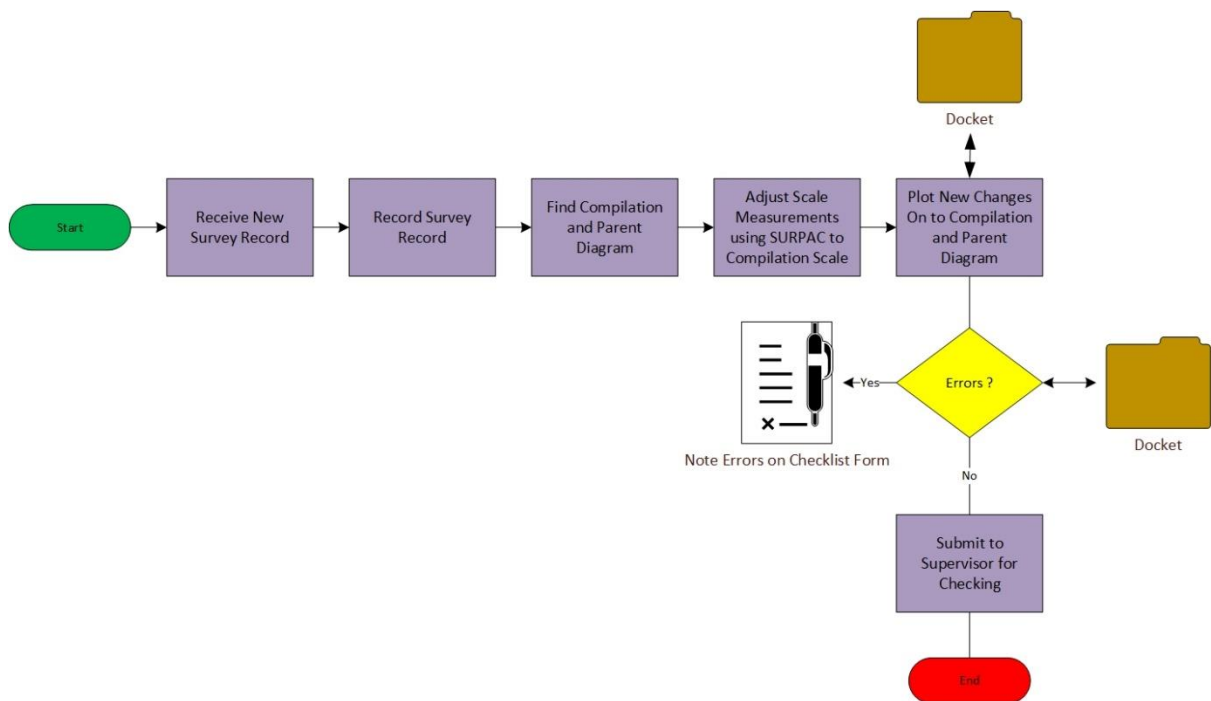 Docket
Start
Receive New
Survey Record
Record Survey
Record
Find Compilation
and Parent
Diagram
Adjust Scale
Measurements
using SURPAC to
Compilation Scale
Plot New Changes
On to Compilation
and Parent
Diagram
Errors ?
Yes
Note Errors on Checklist Form
Docket
No
Submit to
Supervisor for
Checking
End